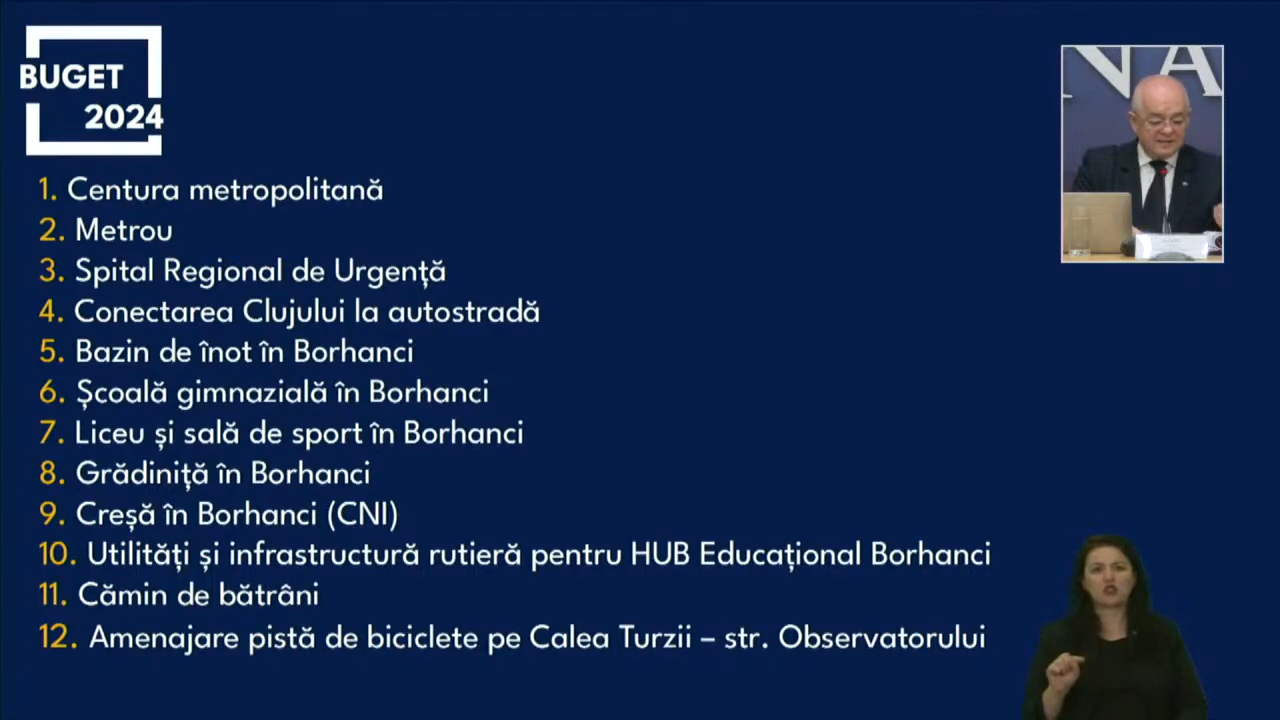 BUGET
2024
NA
1. Centura metropolitană
2. Metrou
3. Spital Regional de Urgență
4. Conectarea Clujului la autostradă
5. Bazin de înot în Borhanci
6. Școală gimnazială în Borhanci
7. Liceu și sală de sport în Borhanci
8. Grădiniță în Borhanci
9. Creșă în Borhanci (CNI)
10. Utilități și infrastructură rutieră pentru HUB Educațional Borhanci
11. Cămin de bătrâni
12. Amenajare pistă de biciclete pe Calea Turzii – str. Observatorului